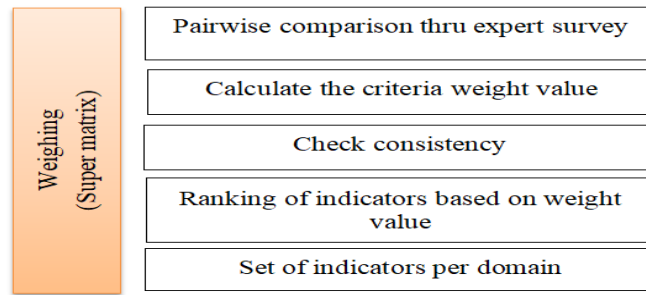 Weighing
(Super matrix)
Pairwise comparison thru expert survey
Calculate the criteria weight value
Check consistency
Ranking of indicators based on weight
value
Set of indicators per domain